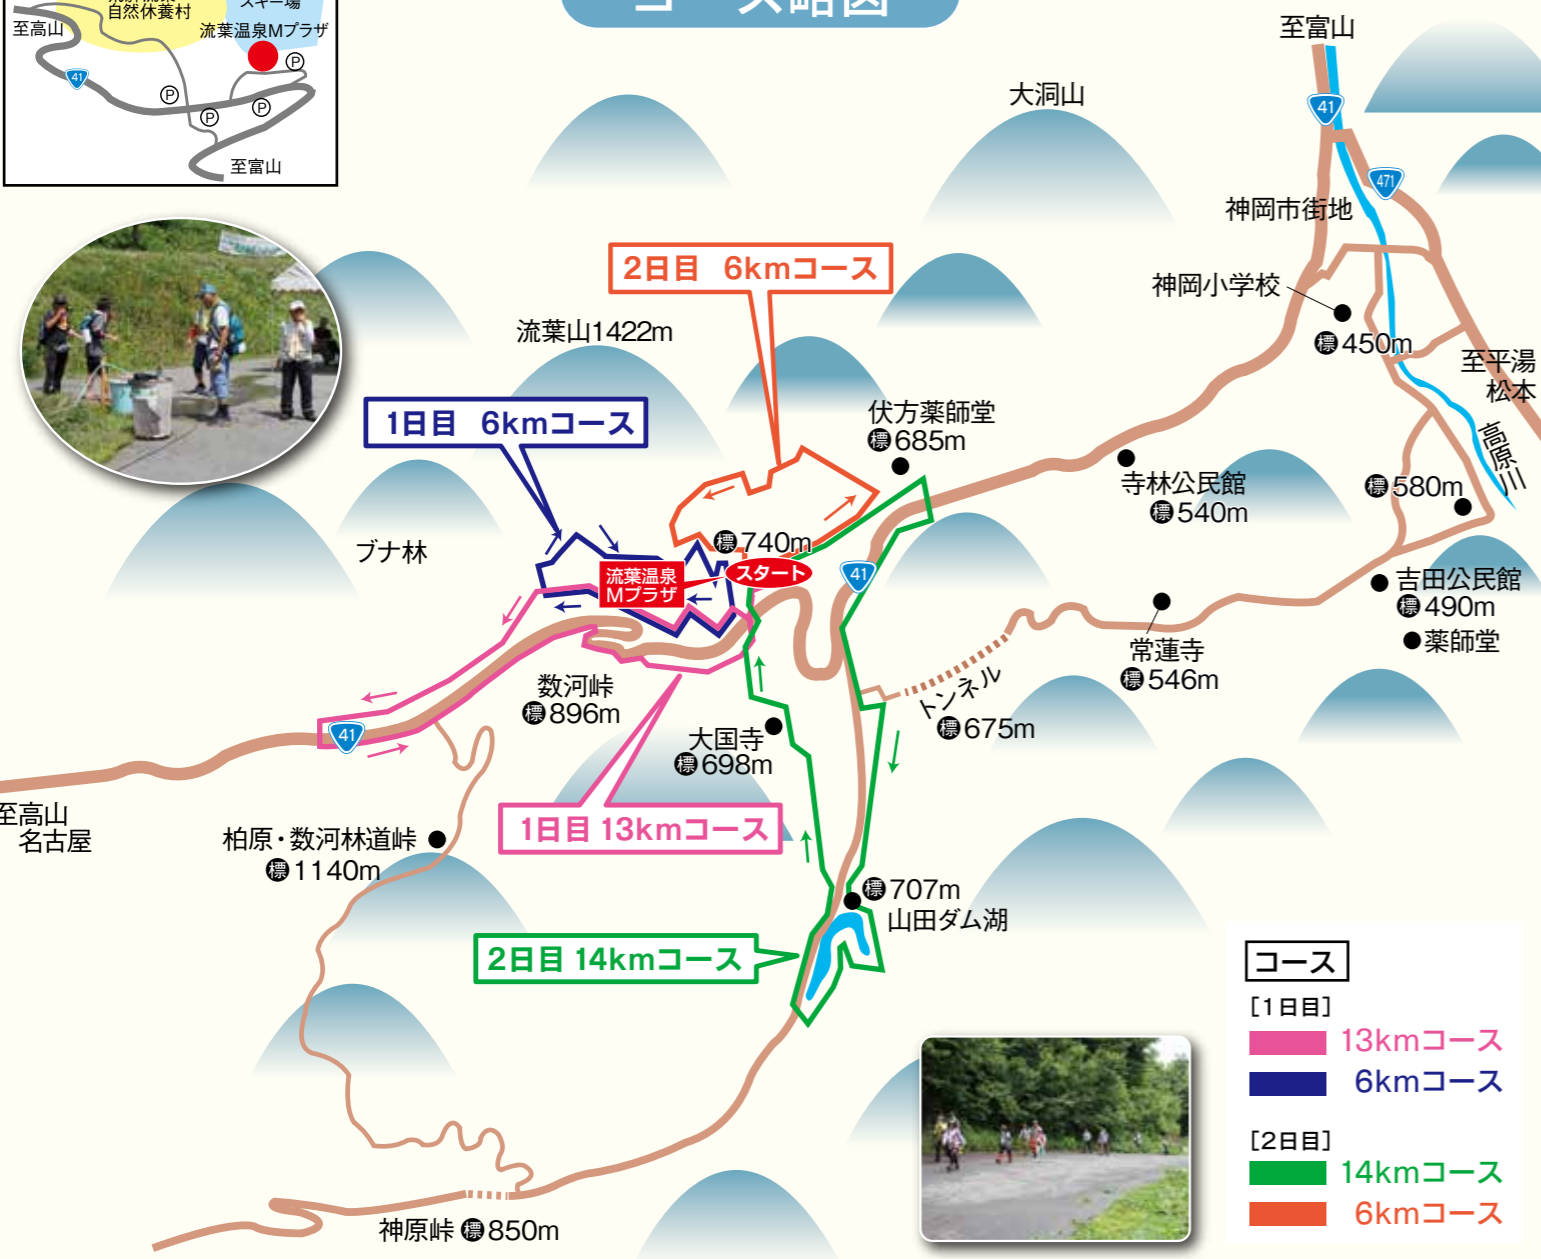 コース略図
自然休養村
スキー場
至高山
流葉温泉Mプラザ
P
41
P
P
P
至富山
至富山
41
大洞山
471
神岡市街地
2日目 6kmコース
神岡小学校
標450m
流葉山1422m
至平湯
松本
1日目 6kmコース
伏方薬師堂
標685m
高原川
寺林公民館
標540m
標580m
ブナ林
標740m
スタート
流葉温泉
Mプラザ
41
吉田公民館
標490m
薬師堂
常蓮寺
標546m
トンネル
標675m
数河峠
標896m
41
大国寺
標698m
至高山
名古屋
1日目 13kmコース
柏原・数河林道峠
標1140m
標707m
山田ダム湖
2日目 14kmコース
コース
[1日目]
13kmコース
6kmコース
[2日目]
14kmコース
6kmコース
神原峠 標850m